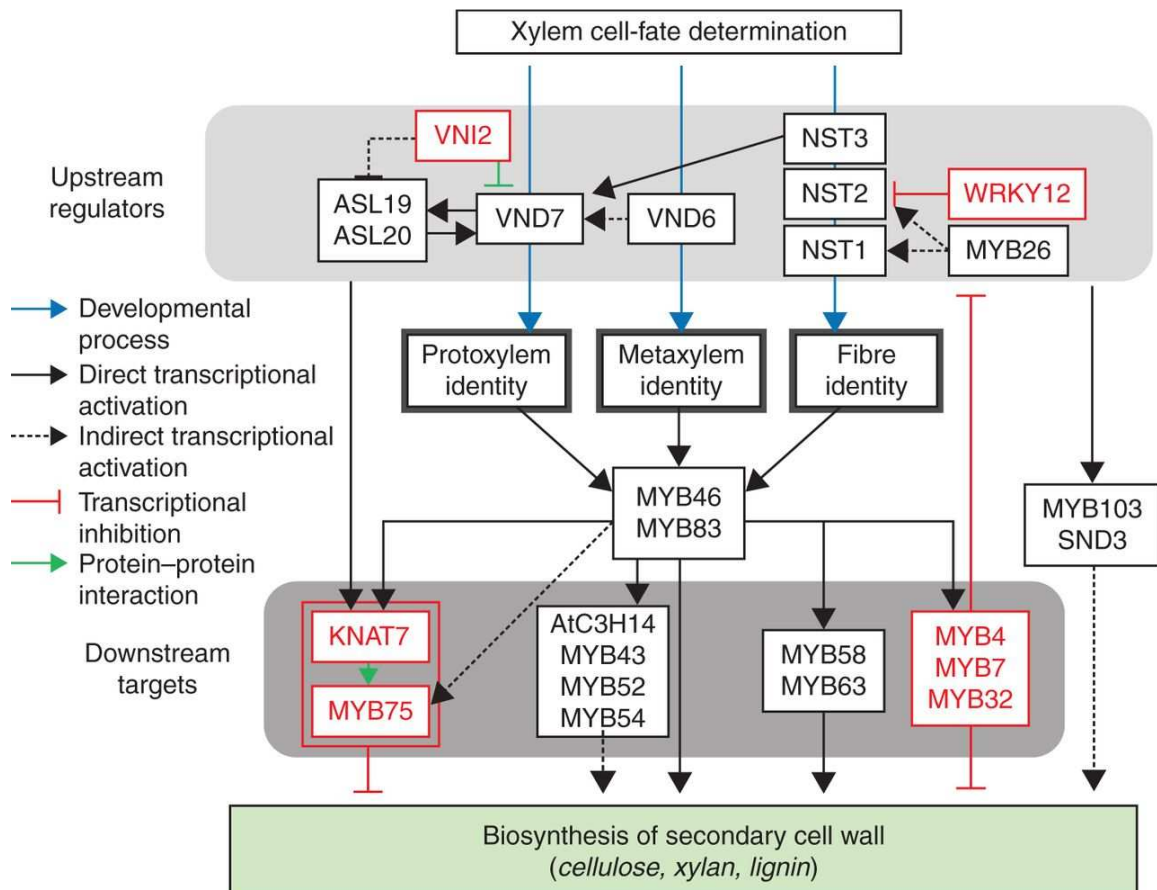 Xylem cell-fate determination
Upstream
regulators
VNI2
ASL19
ASL20
VND7
VND6
NST3
NST2
NST1
WRKY12
MYB26
Developmental
process
Direct transcriptional
activation
Indirect transcriptional
activation
Transcriptional
inhibition
Protein–protein
interaction
Protoxylem
identity
Metaxylem
identity
Fibre
identity
MYB46
MYB83
MYB103
SND3
Downstream
targets
KNAT7
MYB75
AtC3H14
MYB43
MYB52
MYB54
MYB58
MYB63
MYB4
MYB7
MYB32
Biosynthesis of secondary cell wall
(cellulose, xylan, lignin)